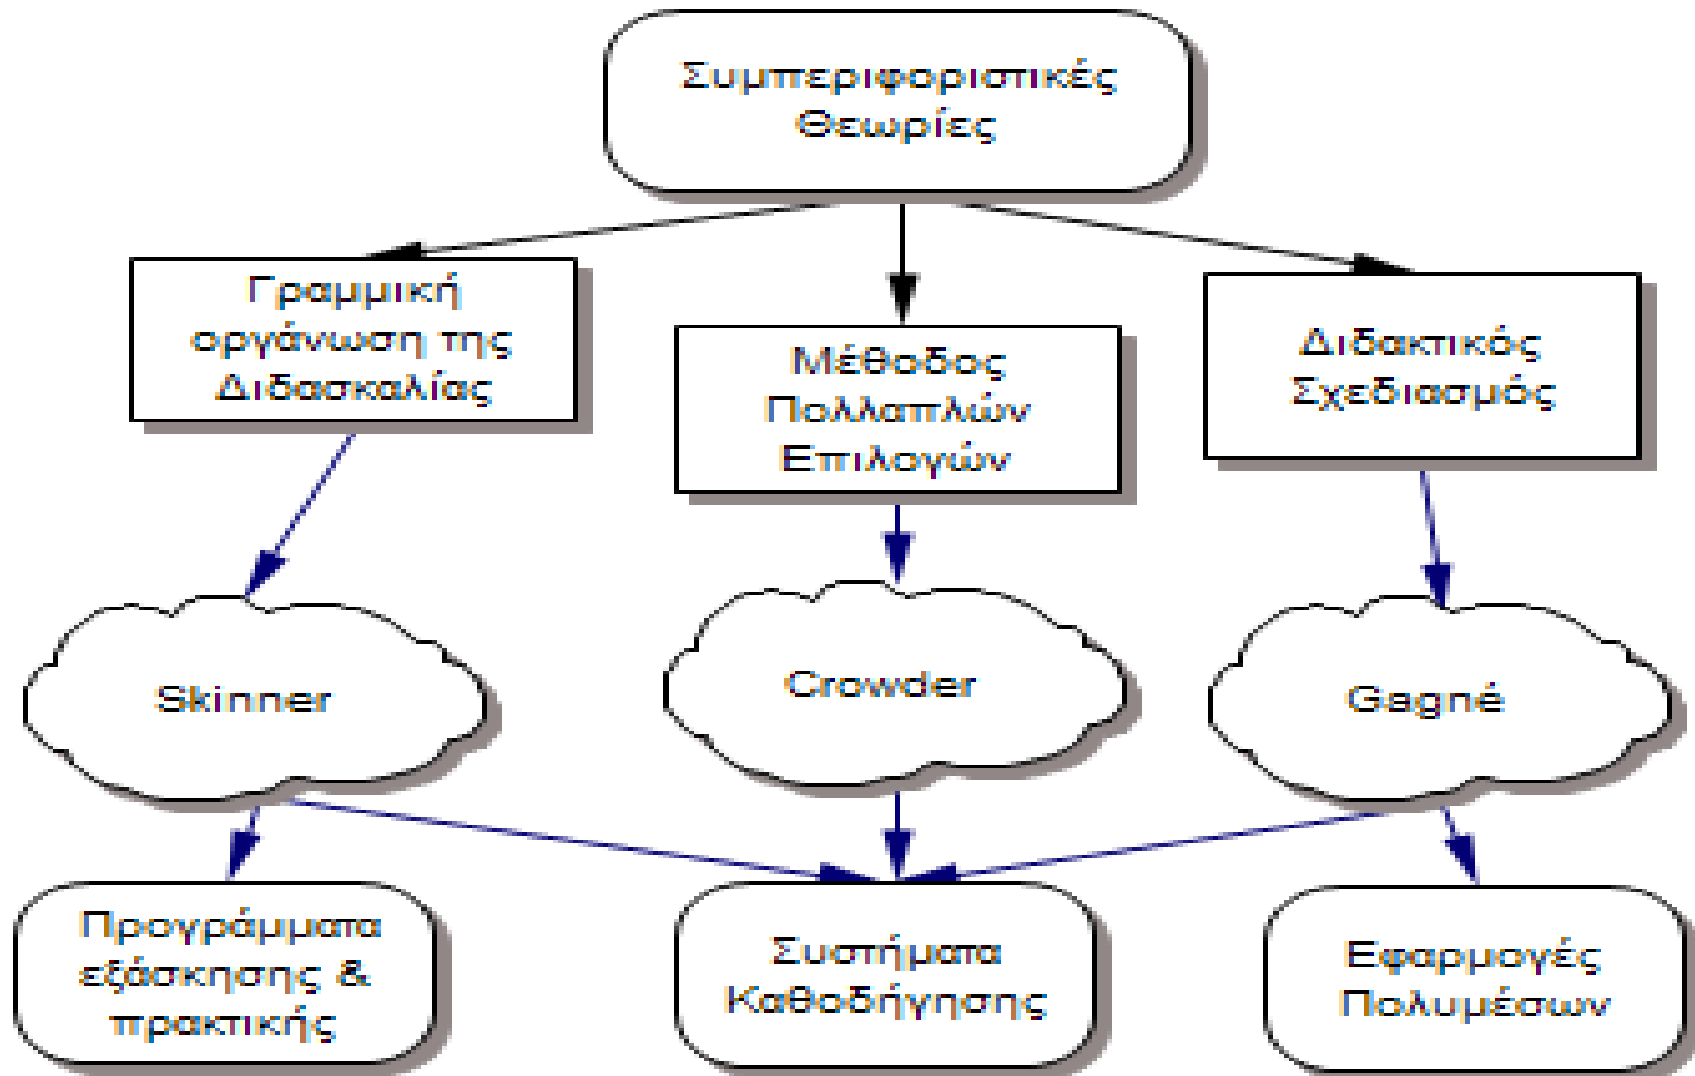 Συμπεριφοριστικές
Θεωρίες
Γραμμική
οργάνωση της
Διδασκαλίας
Μέθοδος
Πολλαπλών
Επιλογών
Διδακτικός
Σχεδιασμός
Skinner
Crowder
Gagné
Προγράμματα
εξάσκησης &
πρακτικής
Συστήματα
Καθοδήγησης
Εφαρμογές
Πολυμέσων